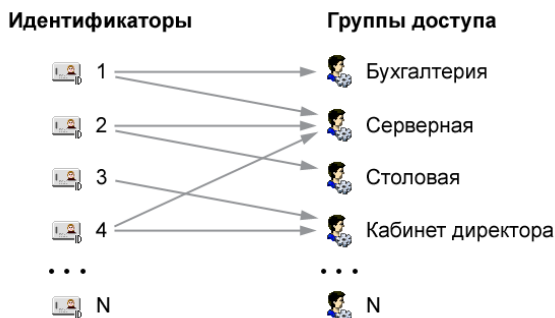 Идентификаторы Группы доступа
1 Бухгалтерия
2 Серверная
3 Столовая
4 Кабинет директора
... ...
N N